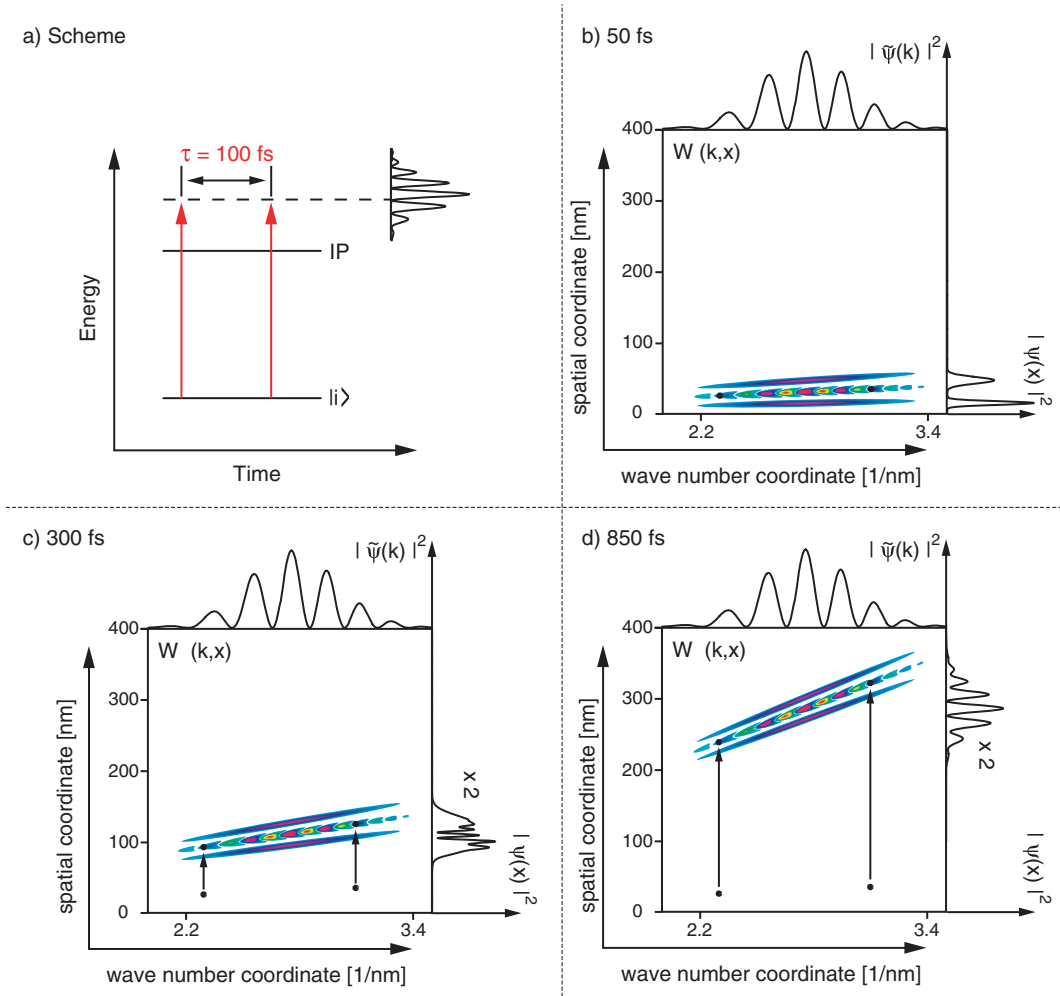 a) Scheme
τ = 100 fs
IP
|i>
Energy
Time
b) 50 fs
| ψ̃(k) |²
400
W (k,x)
300
200
100
0
2.2
3.4
spatial coordinate [nm]
wave number coordinate [1/nm]
| ψ(x) |²
c) 300 fs
| ψ̃(k) |²
400
W (k,x)
300
200
100
0
2.2
3.4
spatial coordinate [nm]
wave number coordinate [1/nm]
x 2
| ψ(x) |²
d) 850 fs
| ψ̃(k) |²
400
W (k,x)
300
200
100
0
2.2
3.4
spatial coordinate [nm]
wave number coordinate [1/nm]
x 2
| ψ(x) |²